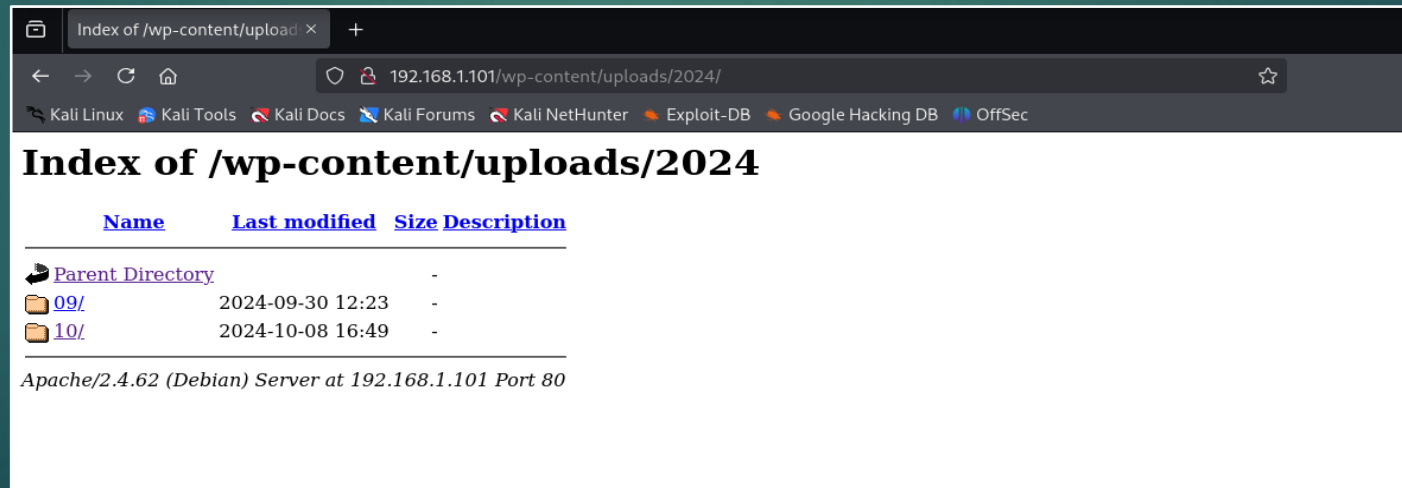 Index of /wp-content/upload
192.168.1.101/wp-content/uploads/2024/
Kali Linux Kali Tools Kali Docs Kali Forums Kali NetHunter Exploit-DB Google Hacking DB OffSec
Index of /wp-content/uploads/2024
Name Last modified Size Description
Parent Directory -
09/ 2024-09-30 12:23 -
10/ 2024-10-08 16:49 -
Apache/2.4.62 (Debian) Server at 192.168.1.101 Port 80